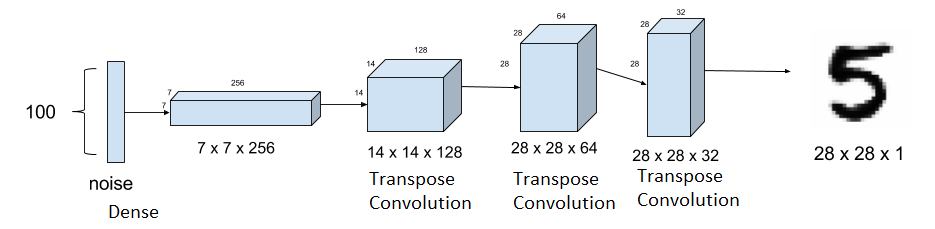 100
noise
Dense
7
7
256
7 x 7 x 256
14
14
128
14 x 14 x 128
Transpose
Convolution
28
28
64
28 x 28 x 64
Transpose
Convolution
28
28
32
28 x 28 x 32
Transpose
Convolution
5
28 x 28 x 1